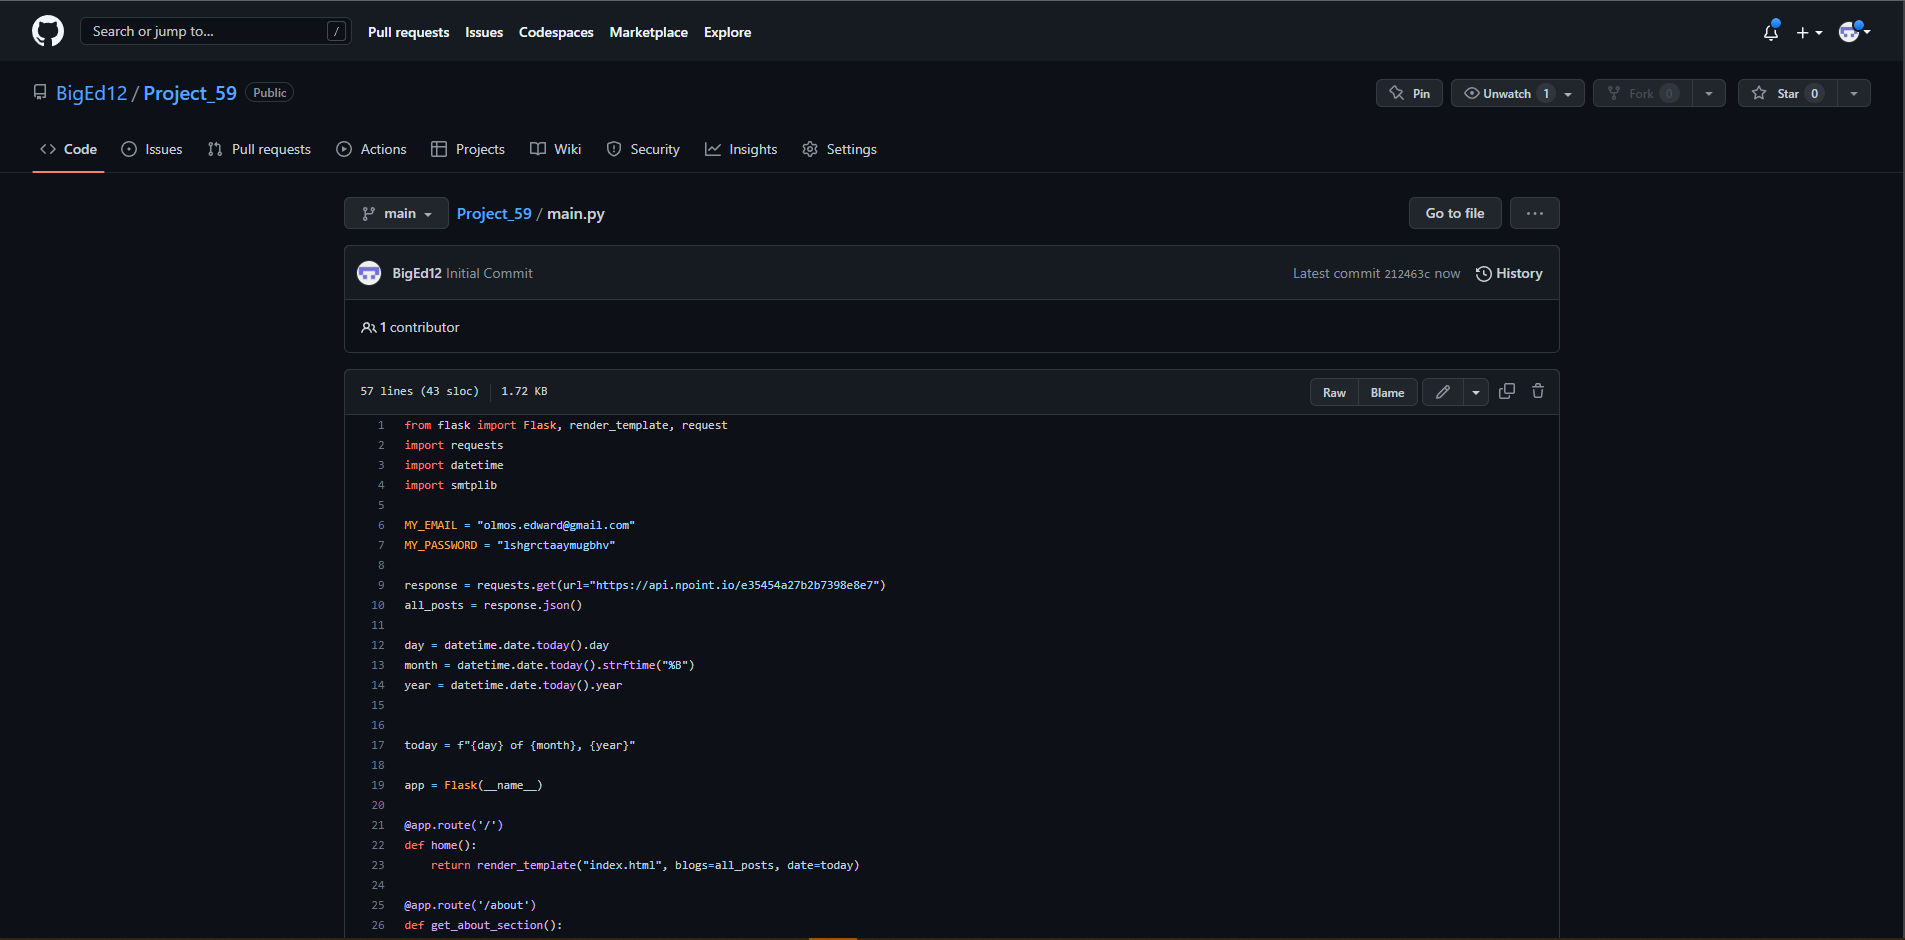 Search or jump to... /
Pull requests Issues Codespaces Marketplace Explore
BigEd12 / Project_59 Public
Pin Unwatch 1 Fork 0 Star 0
Code Issues Pull requests Actions Projects Wiki Security Insights Settings
main Project_59 / main.py Go to file ...
BigEd12 Initial Commit Latest commit 212463c now History
1 contributor
57 lines (43 sloc) 1.72 KB Raw Blame
1 from flask import Flask, render_template, request
2 import requests
3 import datetime
4 import smtplib
5
6 MY_EMAIL = "olmos.edward@gmail.com"
7 MY_PASSWORD = "lshgrctaaymugbhv"
8
9 response = requests.get(url="https://api.npoint.io/e35454a27b2b7398e8e7")
10 all_posts = response.json()
11
12 day = datetime.date.today().day
13 month = datetime.date.today().strftime("%B")
14 year = datetime.date.today().year
15
16
17 today = f"{day} of {month}, {year}"
18
19 app = Flask(__name__)
20
21 @app.route('/')
22 def home():
23     return render_template("index.html", blogs=all_posts, date=today)
24
25 @app.route('/about')
26 def get_about_section():